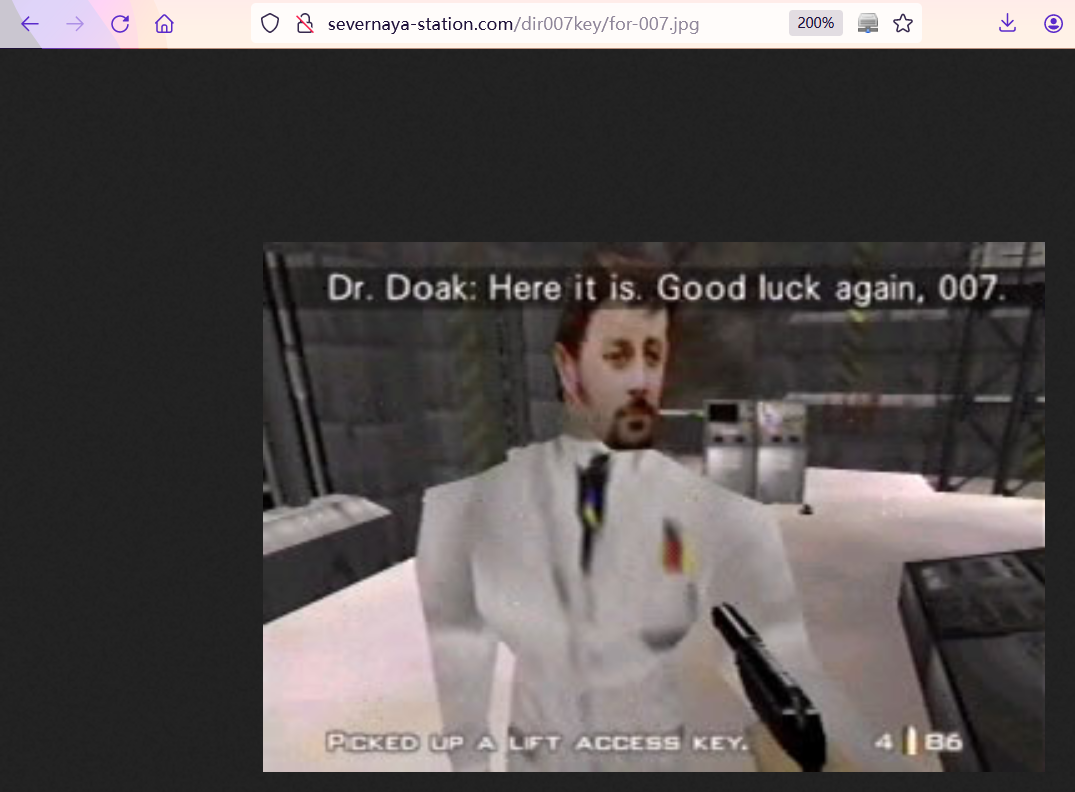 severnaya-station.com/dir007key/for-007.jpg
200%
Dr. Doak: Here it is. Good luck again, 007.
PICKED UP A LIFT ACCESS KEY.
4 86